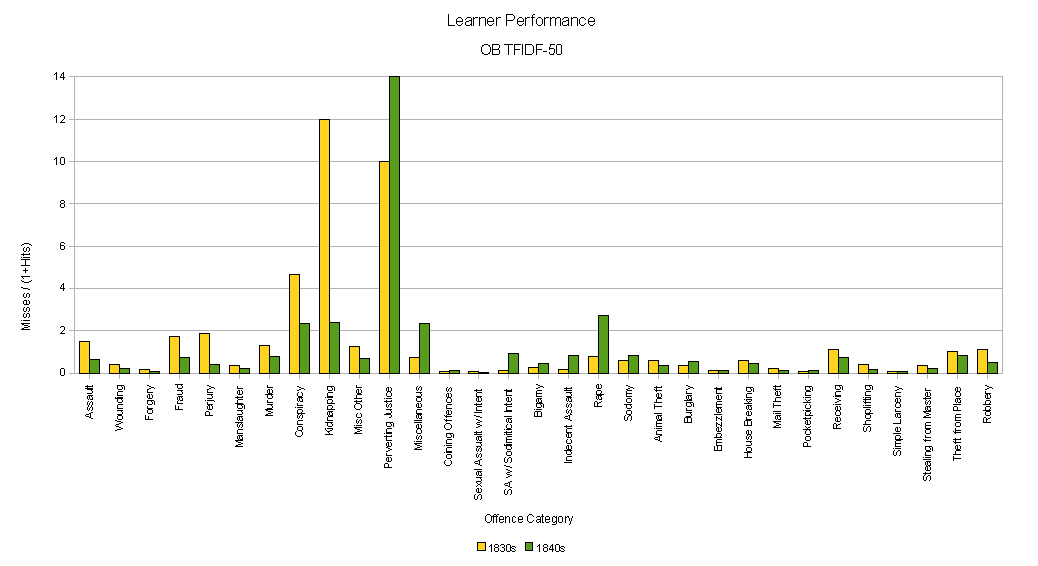 Learner Performance
OB TFIDF-50
Misses / (1+Hits)
14
12
10
8
6
4
2
0
Assault
Wounding
Forgery
Fraud
Perjury
Manslaughter
Murder
Conspiracy
Kidnapping
Misc Other
Perverting Justice
Miscellaneous
Coining Offences
Sexual Assualt w/ Intent
SA w/ Sodimitical Intent
Bigamy
Indecent Assault
Rape
Sodomy
Animal Theft
Burglary
Embezzlement
House Breaking
Mail Theft
Pocketpicking
Receiving
Shoplifting
Simple Larceny
Stealing from Master
Theft from Place
Robbery
Offence Category
1830s 1840s